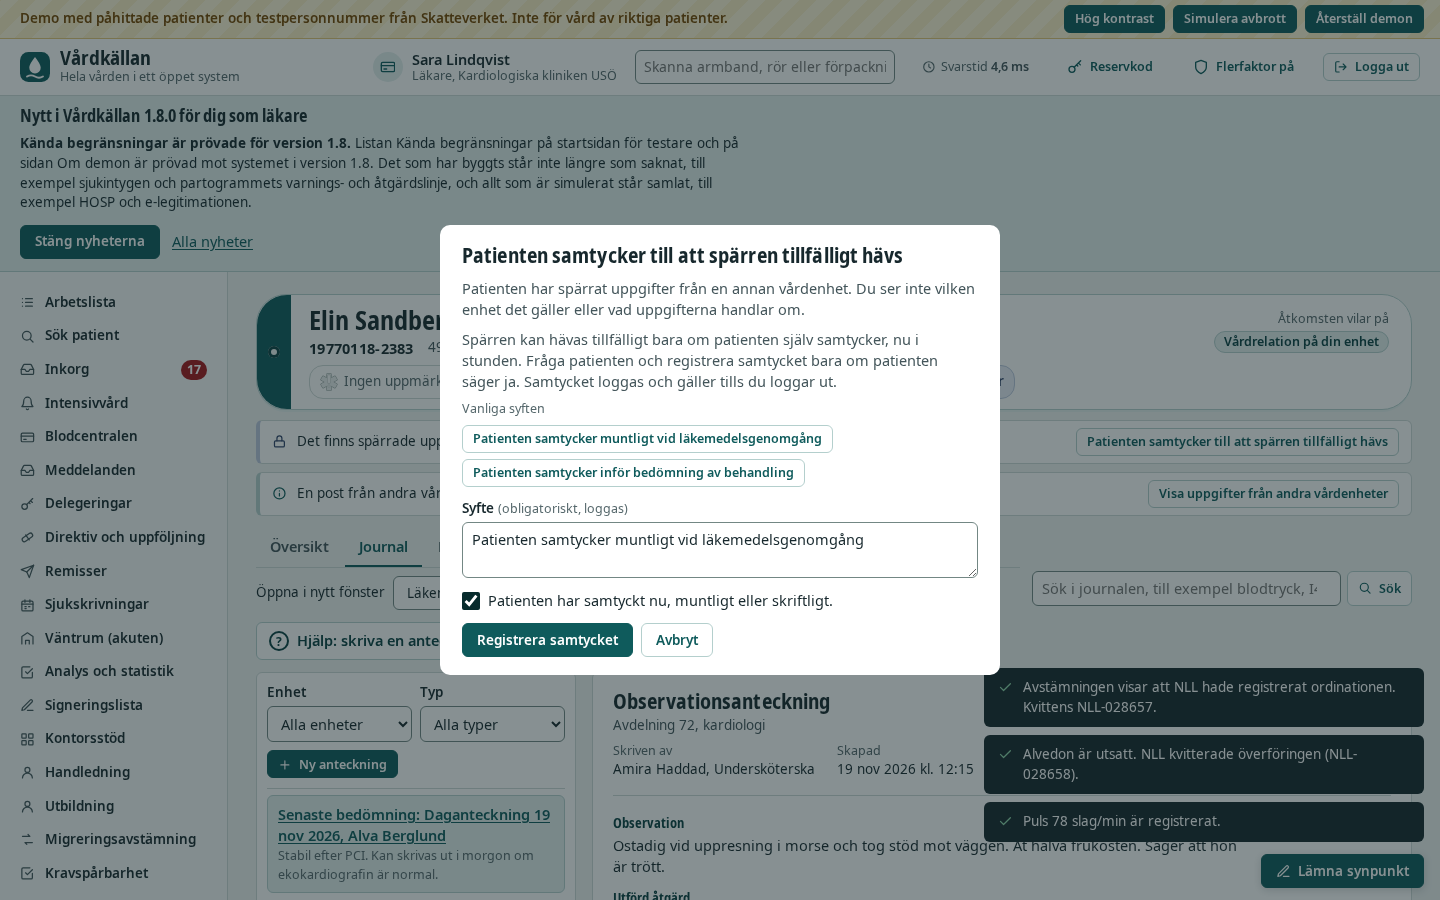 Demo med påhittade patienter och testpersonnummer från Skatteverket. Inte för vård av riktiga patienter.
Hög kontrast
Simulera avbrott
Återställ demon
Vårdkällan
Hela vården i ett öppet system
Sara Lindqvist
Läkare, Kardiologiska kliniken USÖ
Skanna armband, rör eller förpackni
Svarstid 4,6 ms
Reservkod
Flerfaktor på
Logga ut
Nytt i Vårdkällan 1.8.0 för dig som läkare
Kända begränsningar är prövade för version 1.8. Listan Kända begränsningar på startsidan för testare och på
sidan Om demon är prövad mot systemet i version 1.8. Det som har byggts står inte längre som saknat, till
exempel sjukintygen och partogrammets varnings- och åtgärdslinje, och allt som är simulerat står samlat, till
exempel HOSP och e-legitimationen.
Stäng nyheterna
Alla nyheter
Arbetslista
Sök patient
Inkorg
17
Intensivvård
Blodcentralen
Meddelanden
Delegeringar
Direktiv och uppföljning
Remisser
Sjukskrivningar
Väntrum (akuten)
Analys och statistik
Signeringslista
Kontorsstöd
Handledning
Utbildning
Migreringsavstämning
Kravspårbarhet
Elin Sandber
19770118-2383
49
Ingen uppmärk
Åtkomsten vilar på
Vårdrelation på din enhet
Det finns spärrade upp
Patienten samtycker till att spärren tillfälligt hävs
En post från andra vår
Visa uppgifter från andra vårdenheter
Översikt
Journal
Öppna i nytt fönster
Läker
Sök i journalen, till exempel blodtryck, I
Sök
Hjälp: skriva en ante
Enhet
Typ
Alla enheter
Alla typer
Ny anteckning
Senaste bedömning: Daganteckning 19
nov 2026, Alva Berglund
Stabil efter PCI. Kan skrivas ut i morgon om
ekokardiografin är normal.
Observationsanteckning
Avdelning 72, kardiologi
Skriven av
Amira Haddad, Undersköterska
Skapad
19 nov 2026 kl. 12:15
Observation
Ostadig vid uppresning i morse och tog stöd mot väggen. Åt halva frukosten. Säger att hon
är trött.
Utförd åtgärd
Patienten samtycker till att spärren tillfälligt hävs
Patienten har spärrat uppgifter från en annan vårdenhet. Du ser inte vilken
enhet det gäller eller vad uppgifterna handlar om.
Spärren kan hävas tillfälligt bara om patienten själv samtycker, nu i
stunden. Fråga patienten och registrera samtycket bara om patienten
säger ja. Samtycket loggas och gäller tills du loggar ut.
Vanliga syften
Patienten samtycker muntligt vid läkemedelsgenomgång
Patienten samtycker inför bedömning av behandling
Syfte (obligatoriskt, loggas)
Patienten samtycker muntligt vid läkemedelsgenomgång
Patienten har samtyckt nu, muntligt eller skriftligt.
Registrera samtycket
Avbryt
Avstämningen visar att NLL hade registrerat ordinationen.
Kvittens NLL-028657.
Alvedon är utsatt. NLL kvitterade överföringen (NLL-
028658).
Puls 78 slag/min är registrerat.
Lämna synpunkt